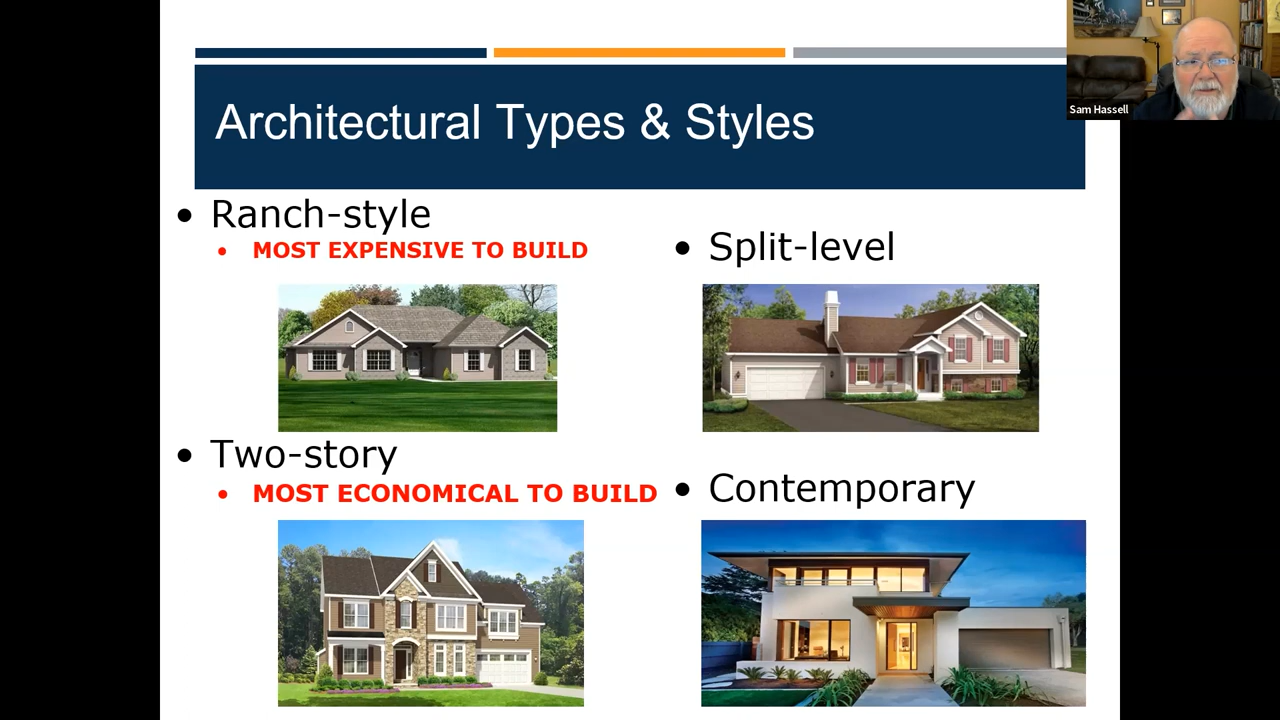 Sam Hassell
Architectural Types & Styles
• Ranch-style
• MOST EXPENSIVE TO BUILD
• Two-story
• MOST ECONOMICAL TO BUILD
• Split-level
• Contemporary